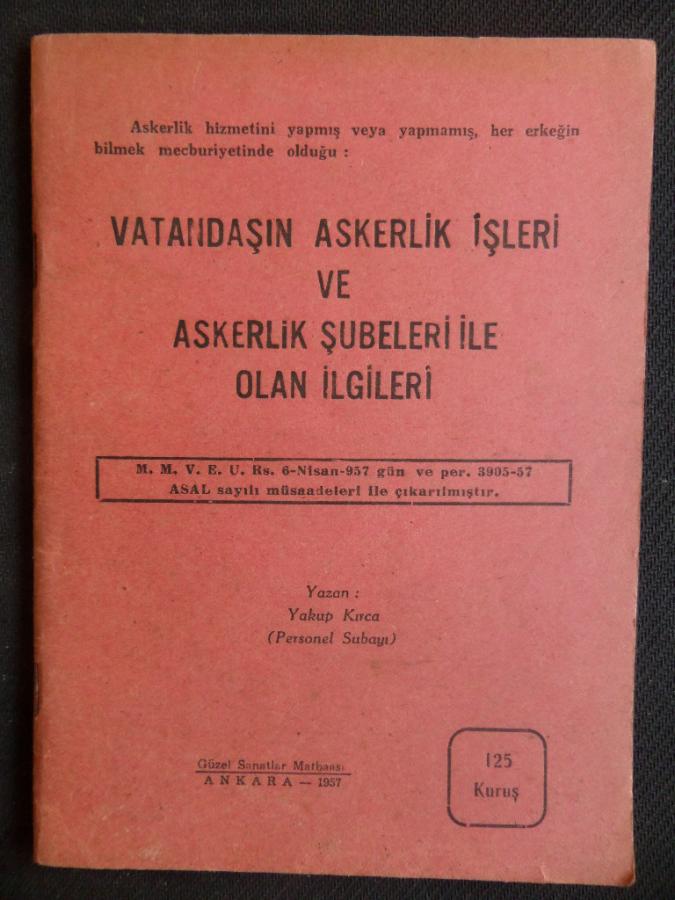 Askerlik hizmetini yapmış veya yapmamış, her erkeğin
bilmek mecburiyetinde olduğu :
VATANDAŞIN ASKERLİK İŞLERİ
VE
ASKERLİK ŞUBELERİ İLE
OLAN İLGİLERİ
M. M. V. E. U. Rs. 6-Nisan-957 gün ve per. 3905-57
ASAL sayılı müsaadeleri ile çıkarılmıştır.
Yazan :
Yakup Kırca
(Personel Subayı)
Güzel Sanatlar Matbaası
ANKARA — 1957
125
Kuruş